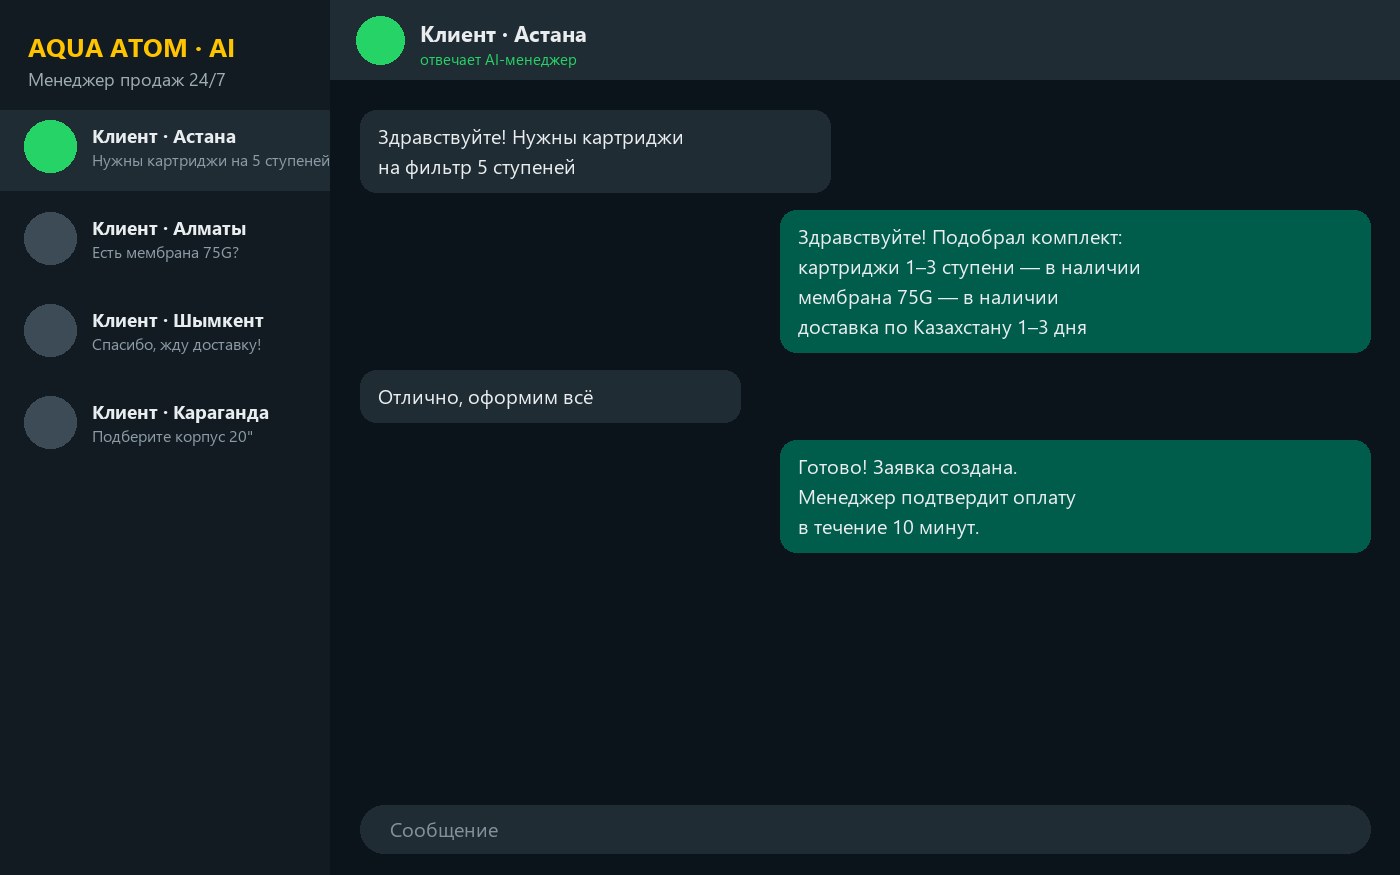 AQUA ATOM · AI
Менеджер продаж 24/7
Клиент · Астана
Нужны картриджи на 5 ступеней
Клиент · Алматы
Есть мембрана 75G?
Клиент · Шымкент
Спасибо, жду доставку!
Клиент · Караганда
Подберите корпус 20"
Клиент · Астана
отвечает AI-менеджер
Здравствуйте! Нужны картриджи
на фильтр 5 ступеней
Здравствуйте! Подобрал комплект:
картриджи 1–3 ступени — в наличии
мембрана 75G — в наличии
доставка по Казахстану 1–3 дня
Отлично, оформим всё
Готово! Заявка создана.
Менеджер подтвердит оплату
в течение 10 минут.
Сообщение